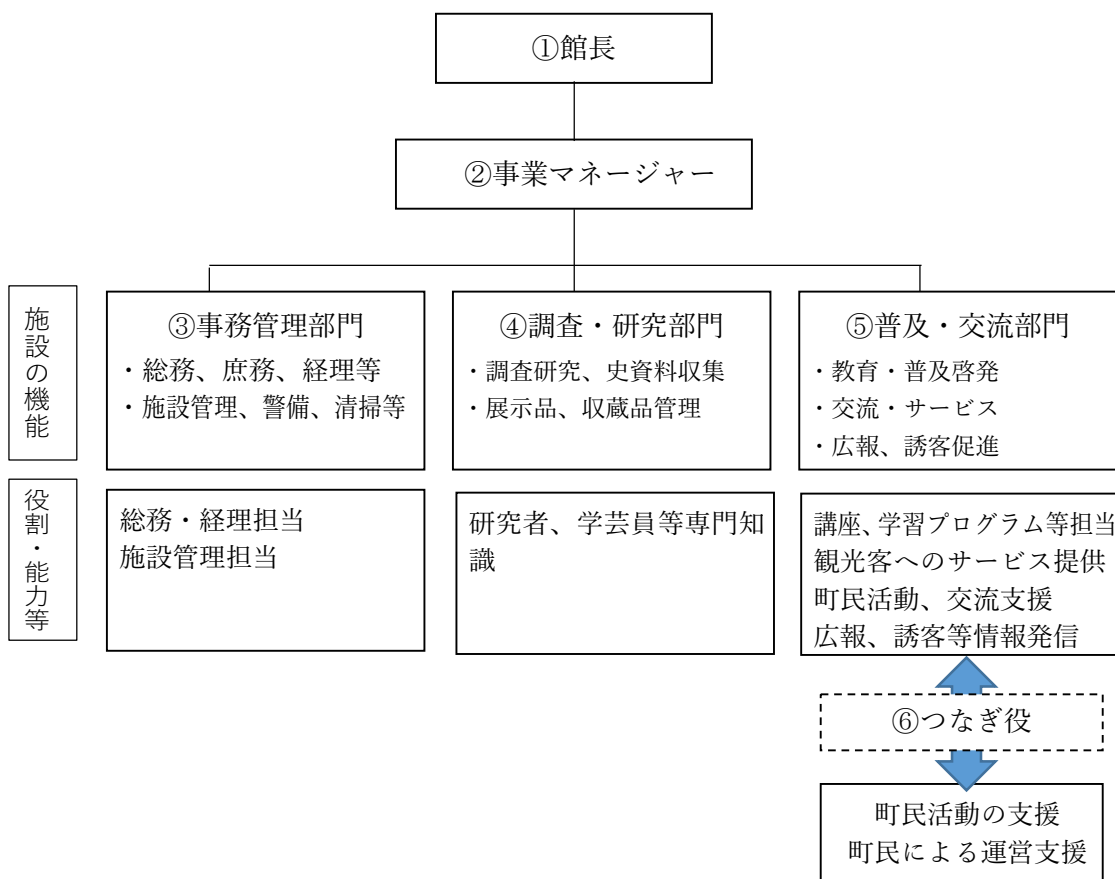 ①館長
②事業マネージャー
施設の機能
③事務管理部門
・総務、庶務、経理等
・施設管理、警備、清掃等
④調査・研究部門
・調査研究、史資料収集
・展示品、収蔵品管理
⑤普及・交流部門
・教育・普及啓発
・交流・サービス
・広報、誘客促進
役割・能力等
総務・経理担当
施設管理担当
研究者、学芸員等専門知
識
講座、学習プログラム等担当
観光客へのサービス提供
町民活動、交流支援
広報、誘客等情報発信
⑥つなぎ役
町民活動の支援
町民による運営支援